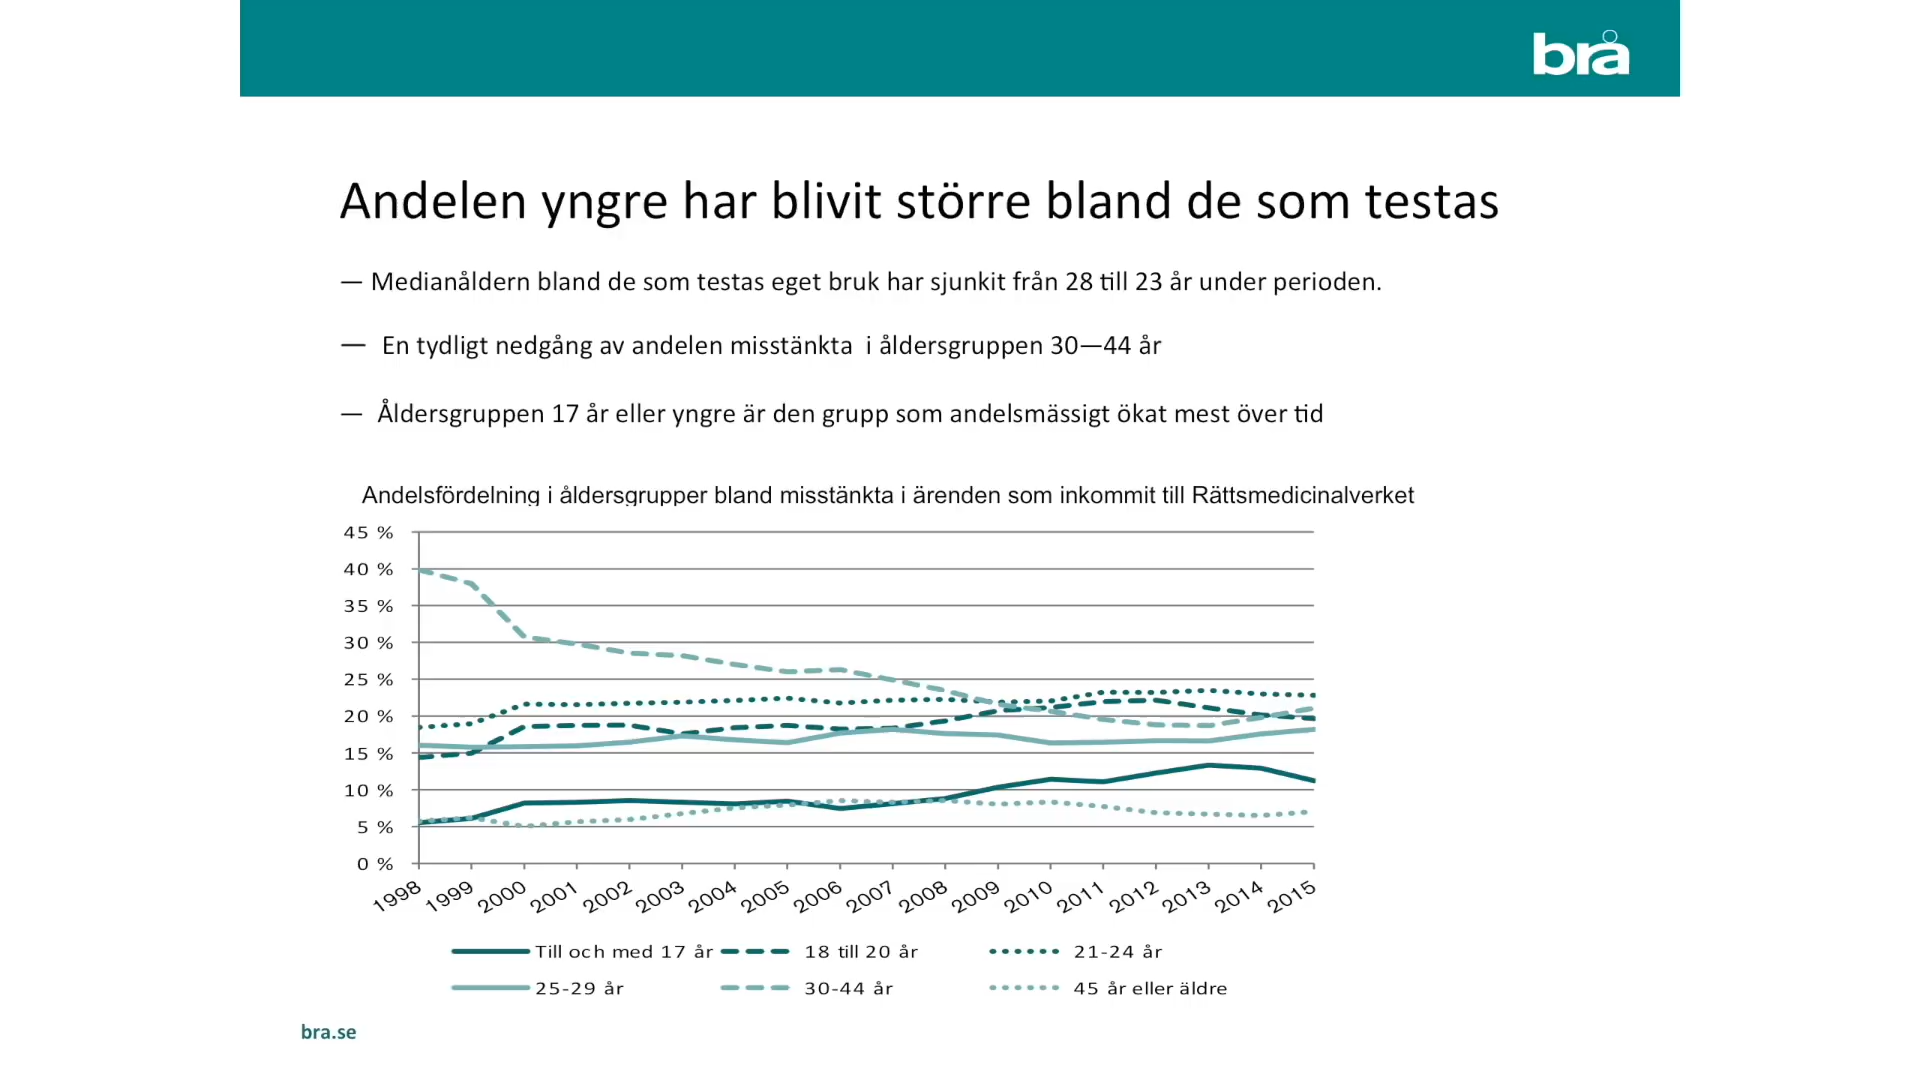 brå
Andelen yngre har blivit större bland de som testas
— Medianåldern bland de som testas eget bruk har sjunkit från 28 till 23 år under perioden.
— En tydligt nedgång av andelen misstänkta i åldersgruppen 30—44 år
— Åldersgruppen 17 år eller yngre är den grupp som andelsmässigt ökat mest över tid
Andelsfördelning i åldersgrupper bland misstänkta i ärenden som inkommit till Rättsmedicinalverket
45 %
40 %
35 %
30 %
25 %
20 %
15 %
10 %
5 %
0 %
1998 1999 2000 2001 2002 2003 2004 2005 2006 2007 2008 2009 2010 2011 2012 2013 2014 2015
Till och med 17 år 18 till 20 år 21-24 år
25-29 år 30-44 år 45 år eller äldre
bra.se